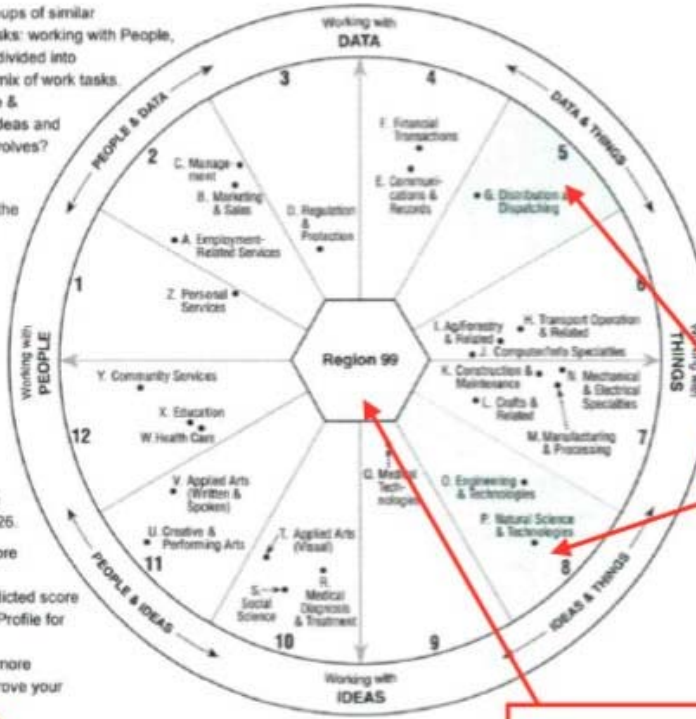 ups of similar
sks: working with People,
divided into
mix of work tasks.
&
deas and
volves?
the
26.
ore
dicted score
Profile for
more
rove your
Working with
DATA
PEOPLE & DATA
DATA & THINGS
3
4
2
5
F. Financial
Transactions
C. Manage-
ment
B. Marketing
& Sales
E. Communi-
cations &
Records
G. Distribution &
Dispatching
D. Regulation
&
Protection
A. Employment-
Related Services
1
6
Z. Personal
Services
H. Transport Operation
& Related
I. Ag/Forestry
& Related
Working with
PEOPLE
Region 99
J. Computer/Info Specialties
THINGS
Y. Community Services
K. Construction &
Maintenance
N. Mechanical
& Electrical
Specialties
L. Crafts &
Related
X. Education
W. Health Care
M. Manufacturing
& Processing
12
7
Q. Medical
Tech-
nologies
V. Applied Arts
(Written &
Spoken)
O. Engineering
& Technologies
P. Natural Science
& Technologies
U. Creative &
Performing Arts
T. Applied Arts
(Visual)
11
8
S.
Social
Science
R.
Medical
Diagnosis
& Treatment
PEOPLE & IDEAS
IDEAS & THINGS
10
9
Working with
IDEAS